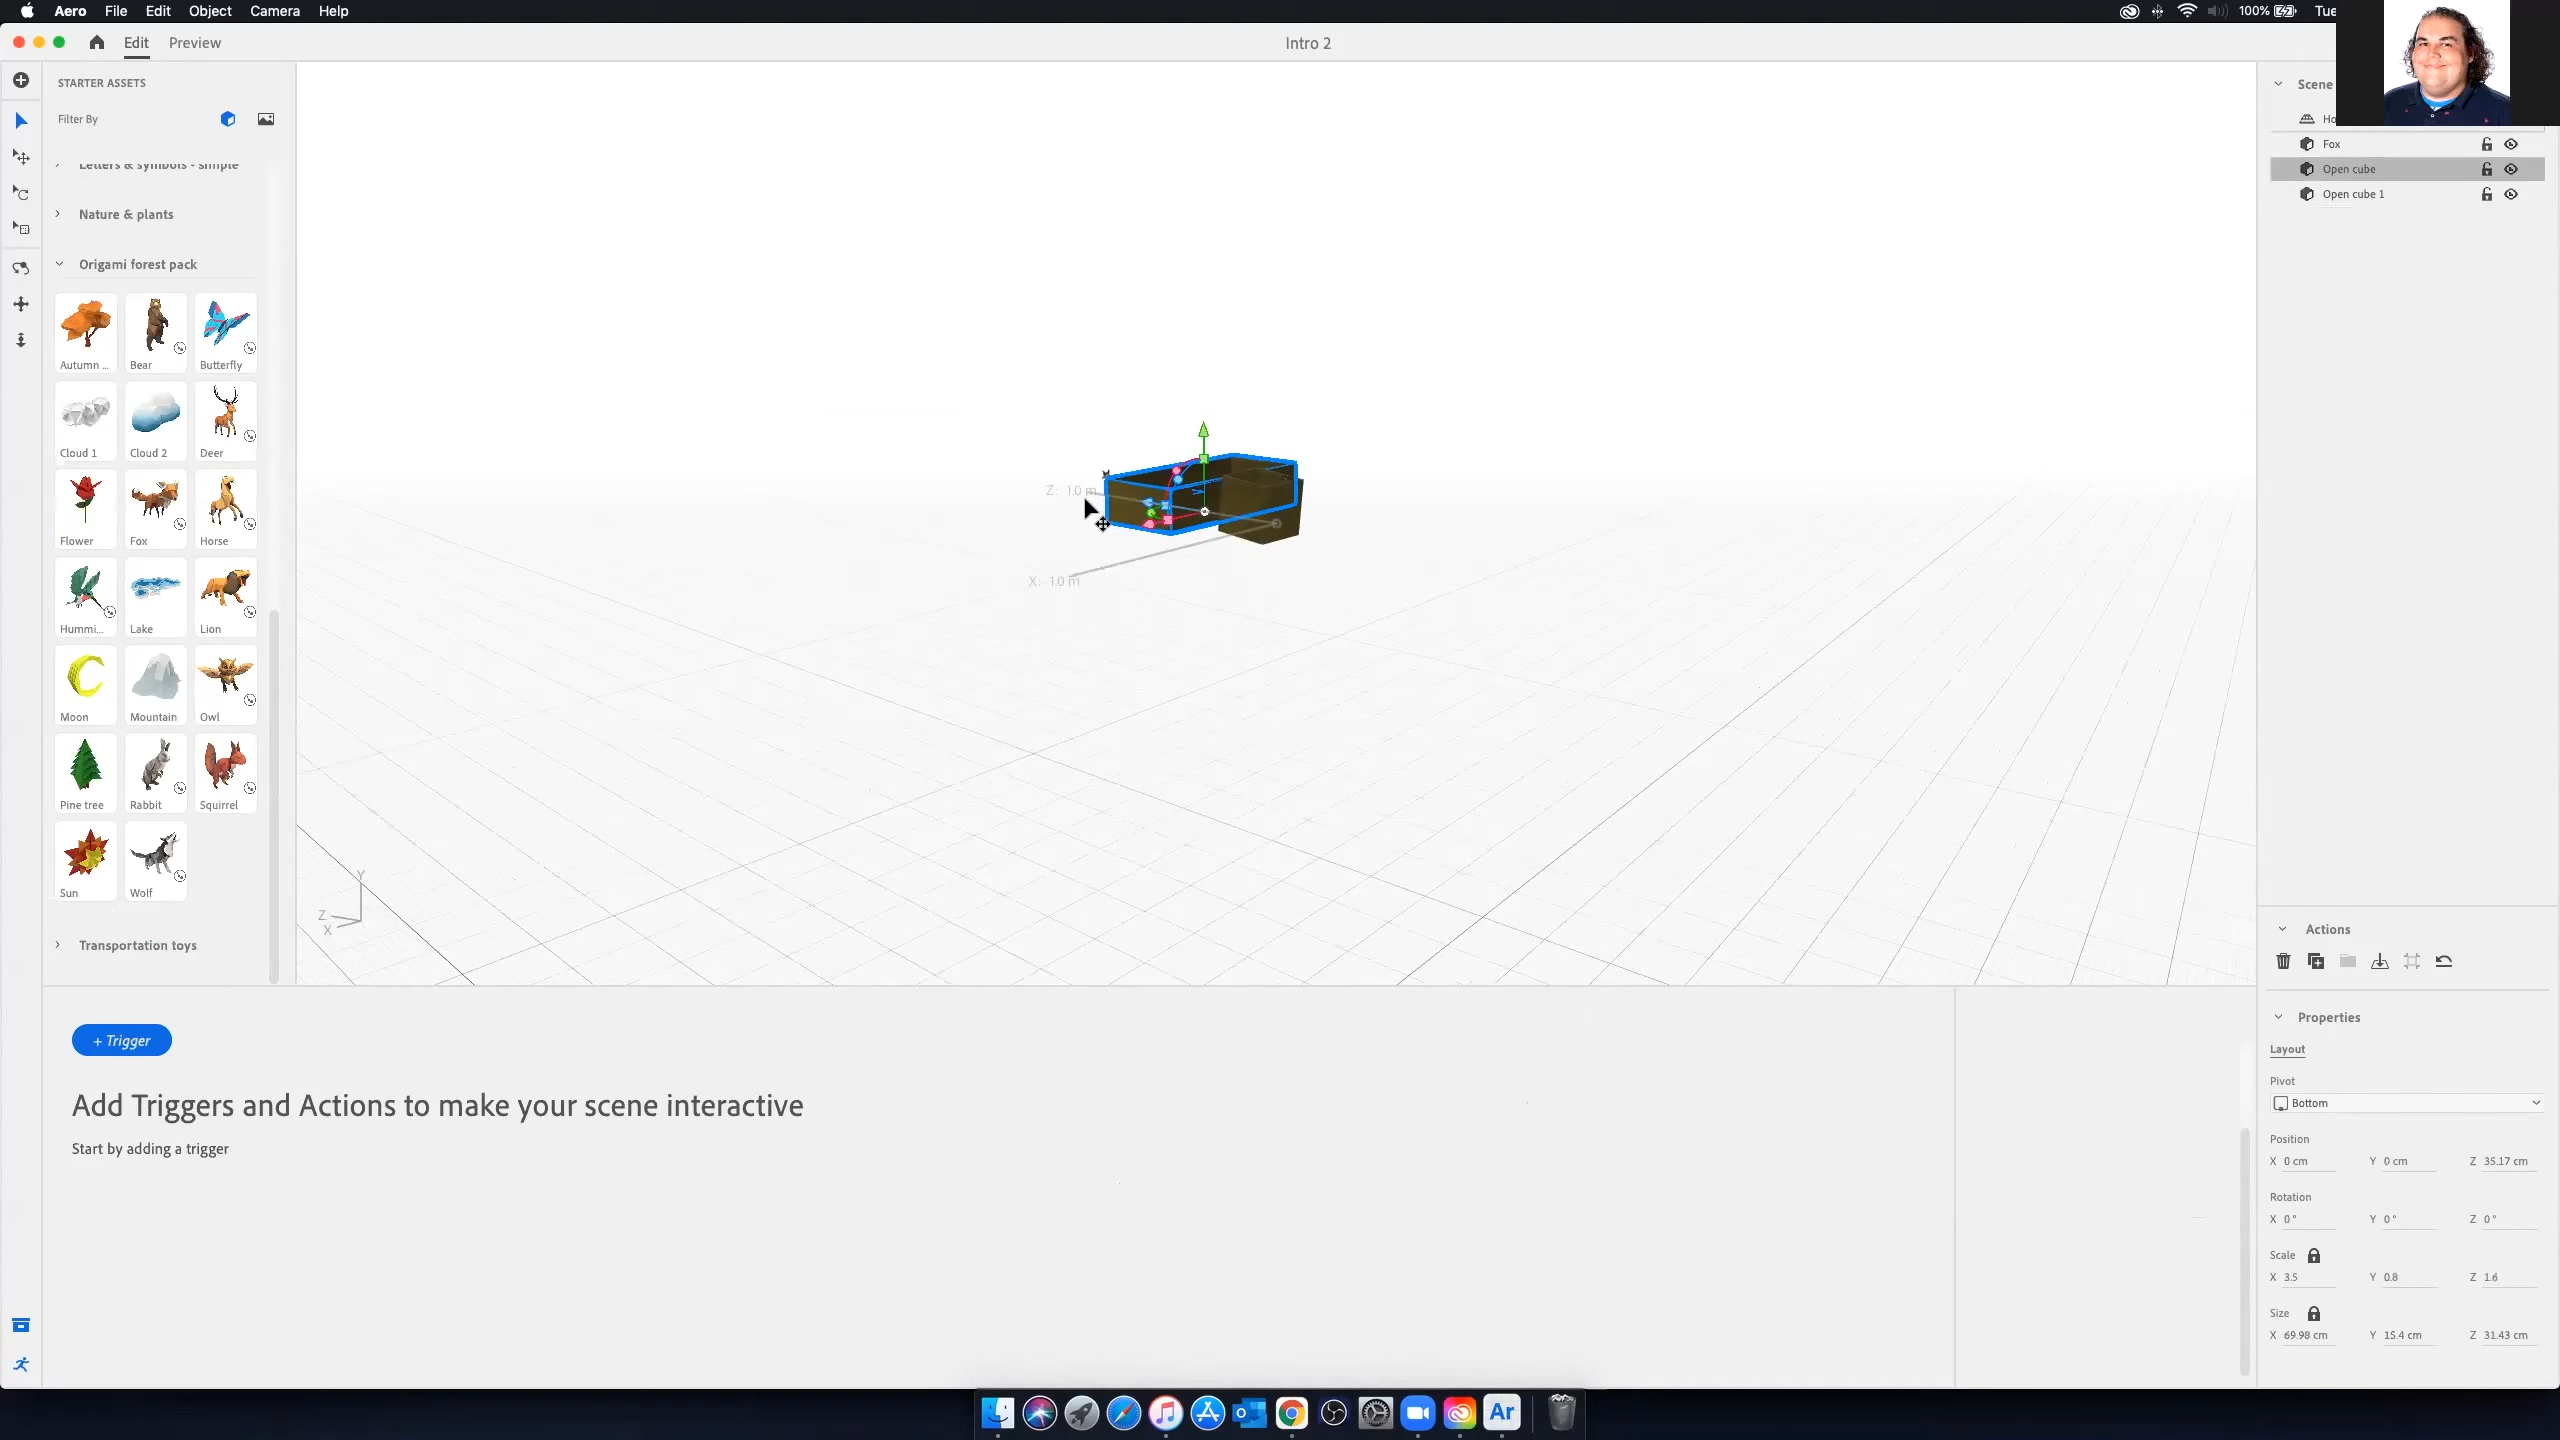 Aero File Edit Object Camera Help 100% Tue
Edit Preview Intro 2
STARTER ASSETS
Filter By
Letters & symbols - simple
Nature & plants
Origami forest pack
Autumn ... Bear Butterfly
Cloud 1 Cloud 2 Deer
Flower Fox Horse
Hummi... Lake Lion
Moon Mountain Owl
Pine tree Rabbit Squirrel
Sun Wolf
Transportation toys
Z: 1.0 m
X: 1.0 m
Y
Z
X
+ Trigger
Add Triggers and Actions to make your scene interactive
Start by adding a trigger
Scene
Ho
Fox
Open cube
Open cube 1
Actions
Properties
Layout
Pivot
Bottom
Position
X 0 cm Y 0 cm Z 35.17 cm
Rotation
X 0° Y 0° Z 0°
Scale
X 3.5 Y 0.8 Z 1.6
Size
X 69.98 cm Y 15.4 cm Z 31.43 cm
Ar